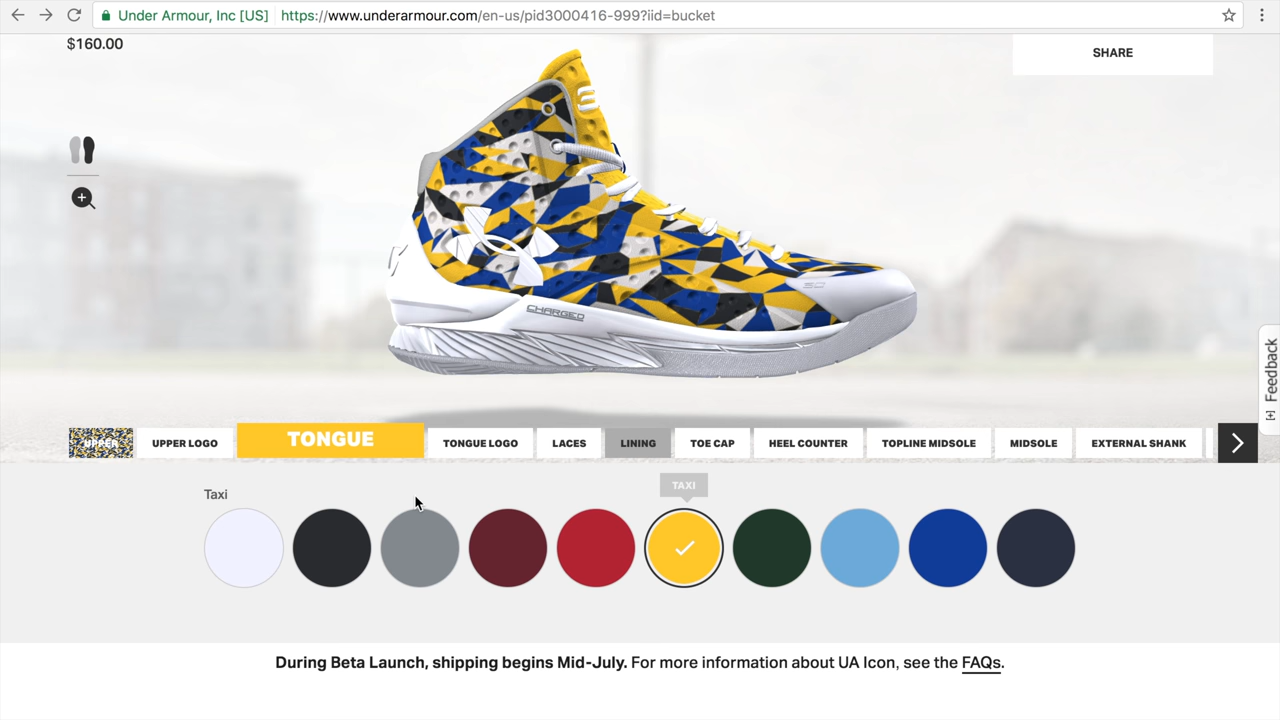 Under Armour, Inc [US] https://www.underarmour.com/en-us/pid3000416-999?iid=bucket
$160.00
SHARE
CHARGED
30
[+] Feedback
UPPER UPPER LOGO TONGUE TONGUE LOGO LACES LINING TOE CAP HEEL COUNTER TOPLINE MIDSOLE MIDSOLE EXTERNAL SHANK
Taxi
TAXI
During Beta Launch, shipping begins Mid-July. For more information about UA Icon, see the FAQs.